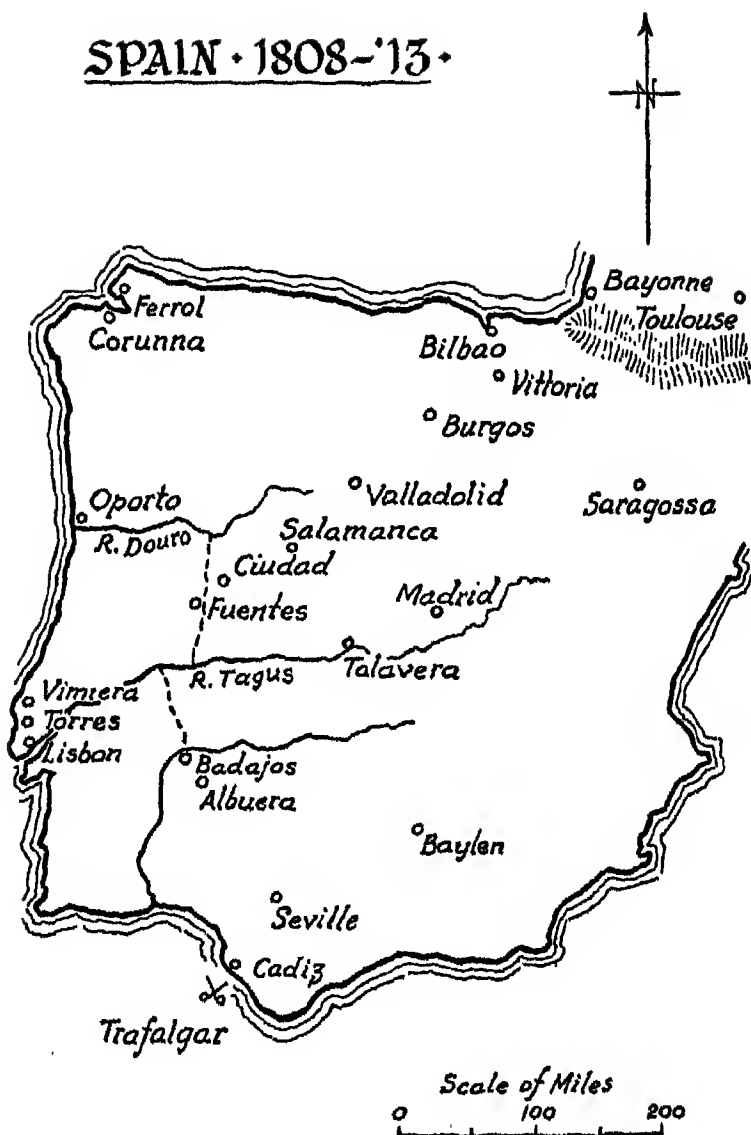 SPAIN · 1808-'13·
N
Bayonne
Ferrol
Toulouse
Corunna
Bilbao
Vittoria
Burgos
Valladolid
Saragossa
Oporto
R. Douro
Salamanca
Ciudad
Fuentes
Madrid
Talavera
R. Tagus
Vimiera
Torres
Lisbon
Badajos
Albuera
Baylen
Seville
Cadiz
Trafalgar
Scale of Miles
0 100 200